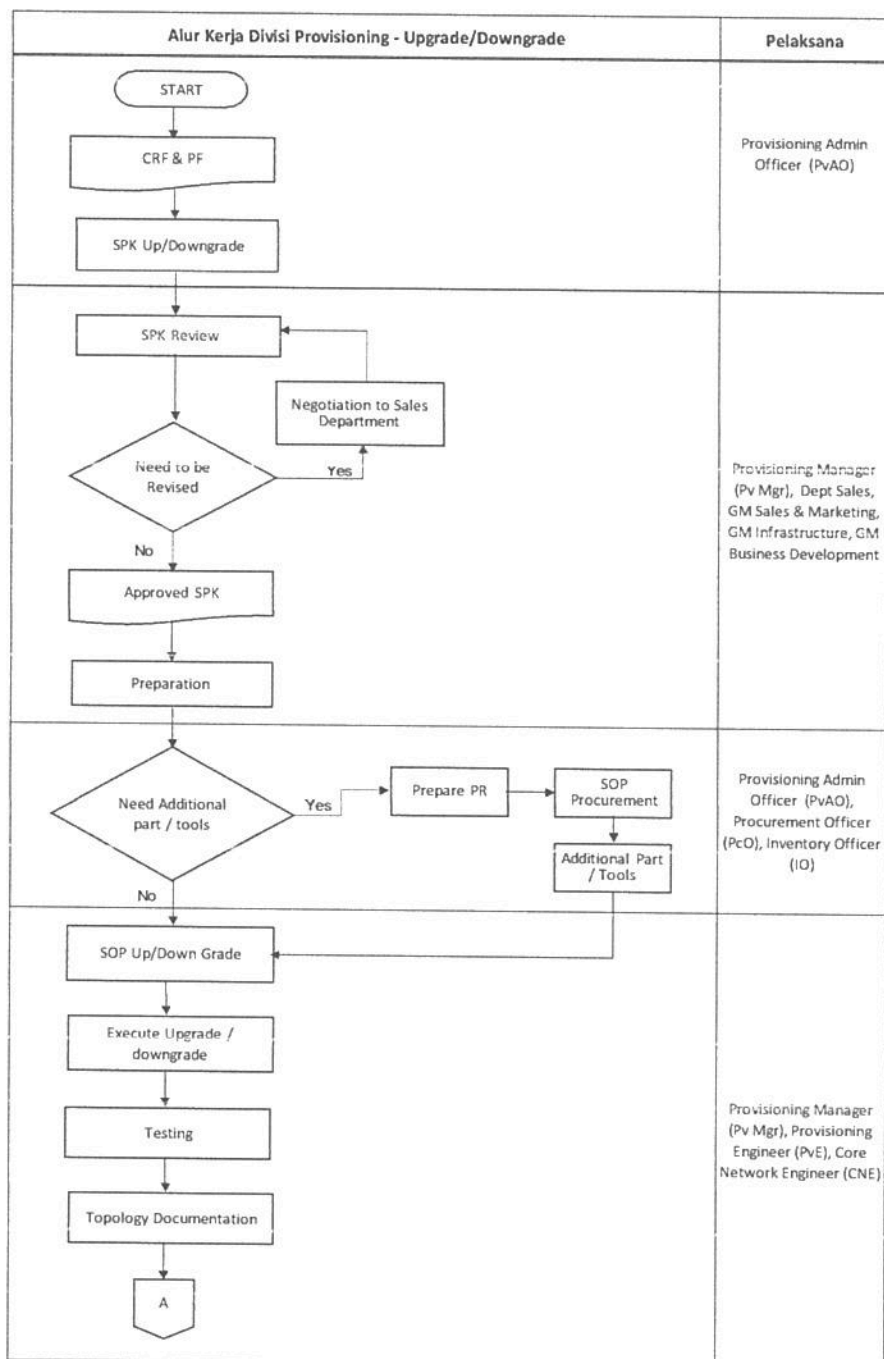 Alur Kerja Divisi Provisioning - Upgrade/Downgrade
Pelaksana
START
CRF & PF
SPK Up/Downgrade
Provisioning Admin
Officer (PvAO)
SPK Review
Negotiation to Sales
Department
Need to be
Revised
Yes
No
Approved SPK
Preparation
Provisioning Manager
(Pv Mgr), Dept Sales,
GM Sales & Marketing,
GM Infrastructure, GM
Business Development
Need Additional
part / tools
Yes
Prepare PR
SOP
Procurement
Additional Part
/ Tools
No
Provisioning Admin
Officer (PvAO),
Procurement Officer
(PcO), Inventory Officer
(IO)
SOP Up/Down Grade
Execute Upgrade /
downgrade
Testing
Topology Documentation
A
Provisioning Manager
(Pv Mgr), Provisioning
Engineer (PvE), Core
Network Engineer (CNE)